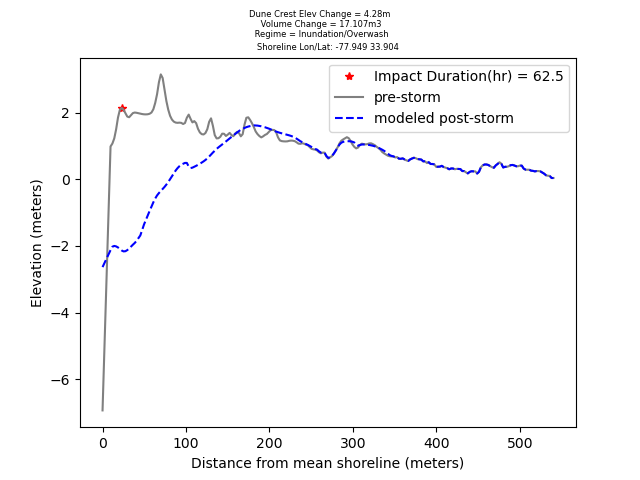 Dune Crest Elev Change = 4.28m
Volume Change = 17.107m3
Regime = Inundation/Overwash
Shoreline Lon/Lat: -77.949 33.904
Impact Duration(hr) = 62.5
pre-storm
modeled post-storm
Elevation (meters)
2
0
−2
−4
−6
0 100 200 300 400 500
Distance from mean shoreline (meters)